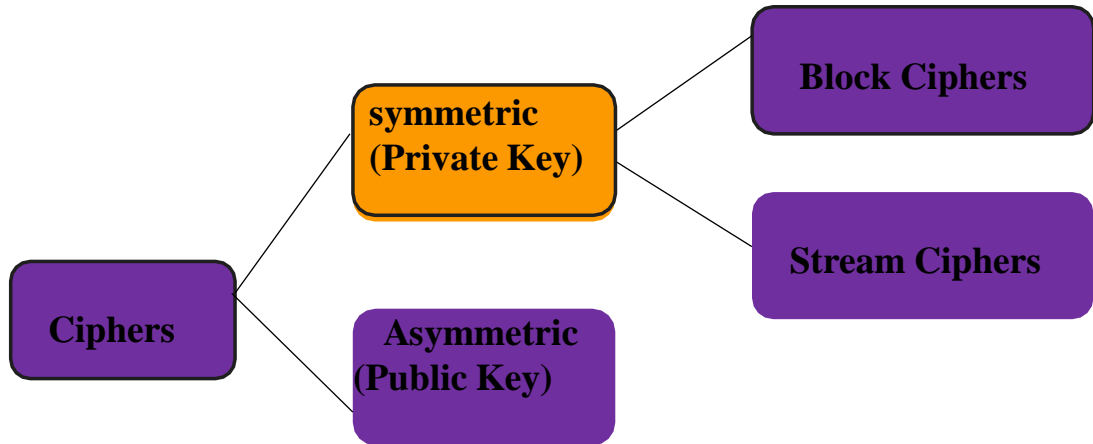 Ciphers
symmetric
(Private Key)
Asymmetric
(Public Key)
Block Ciphers
Stream Ciphers